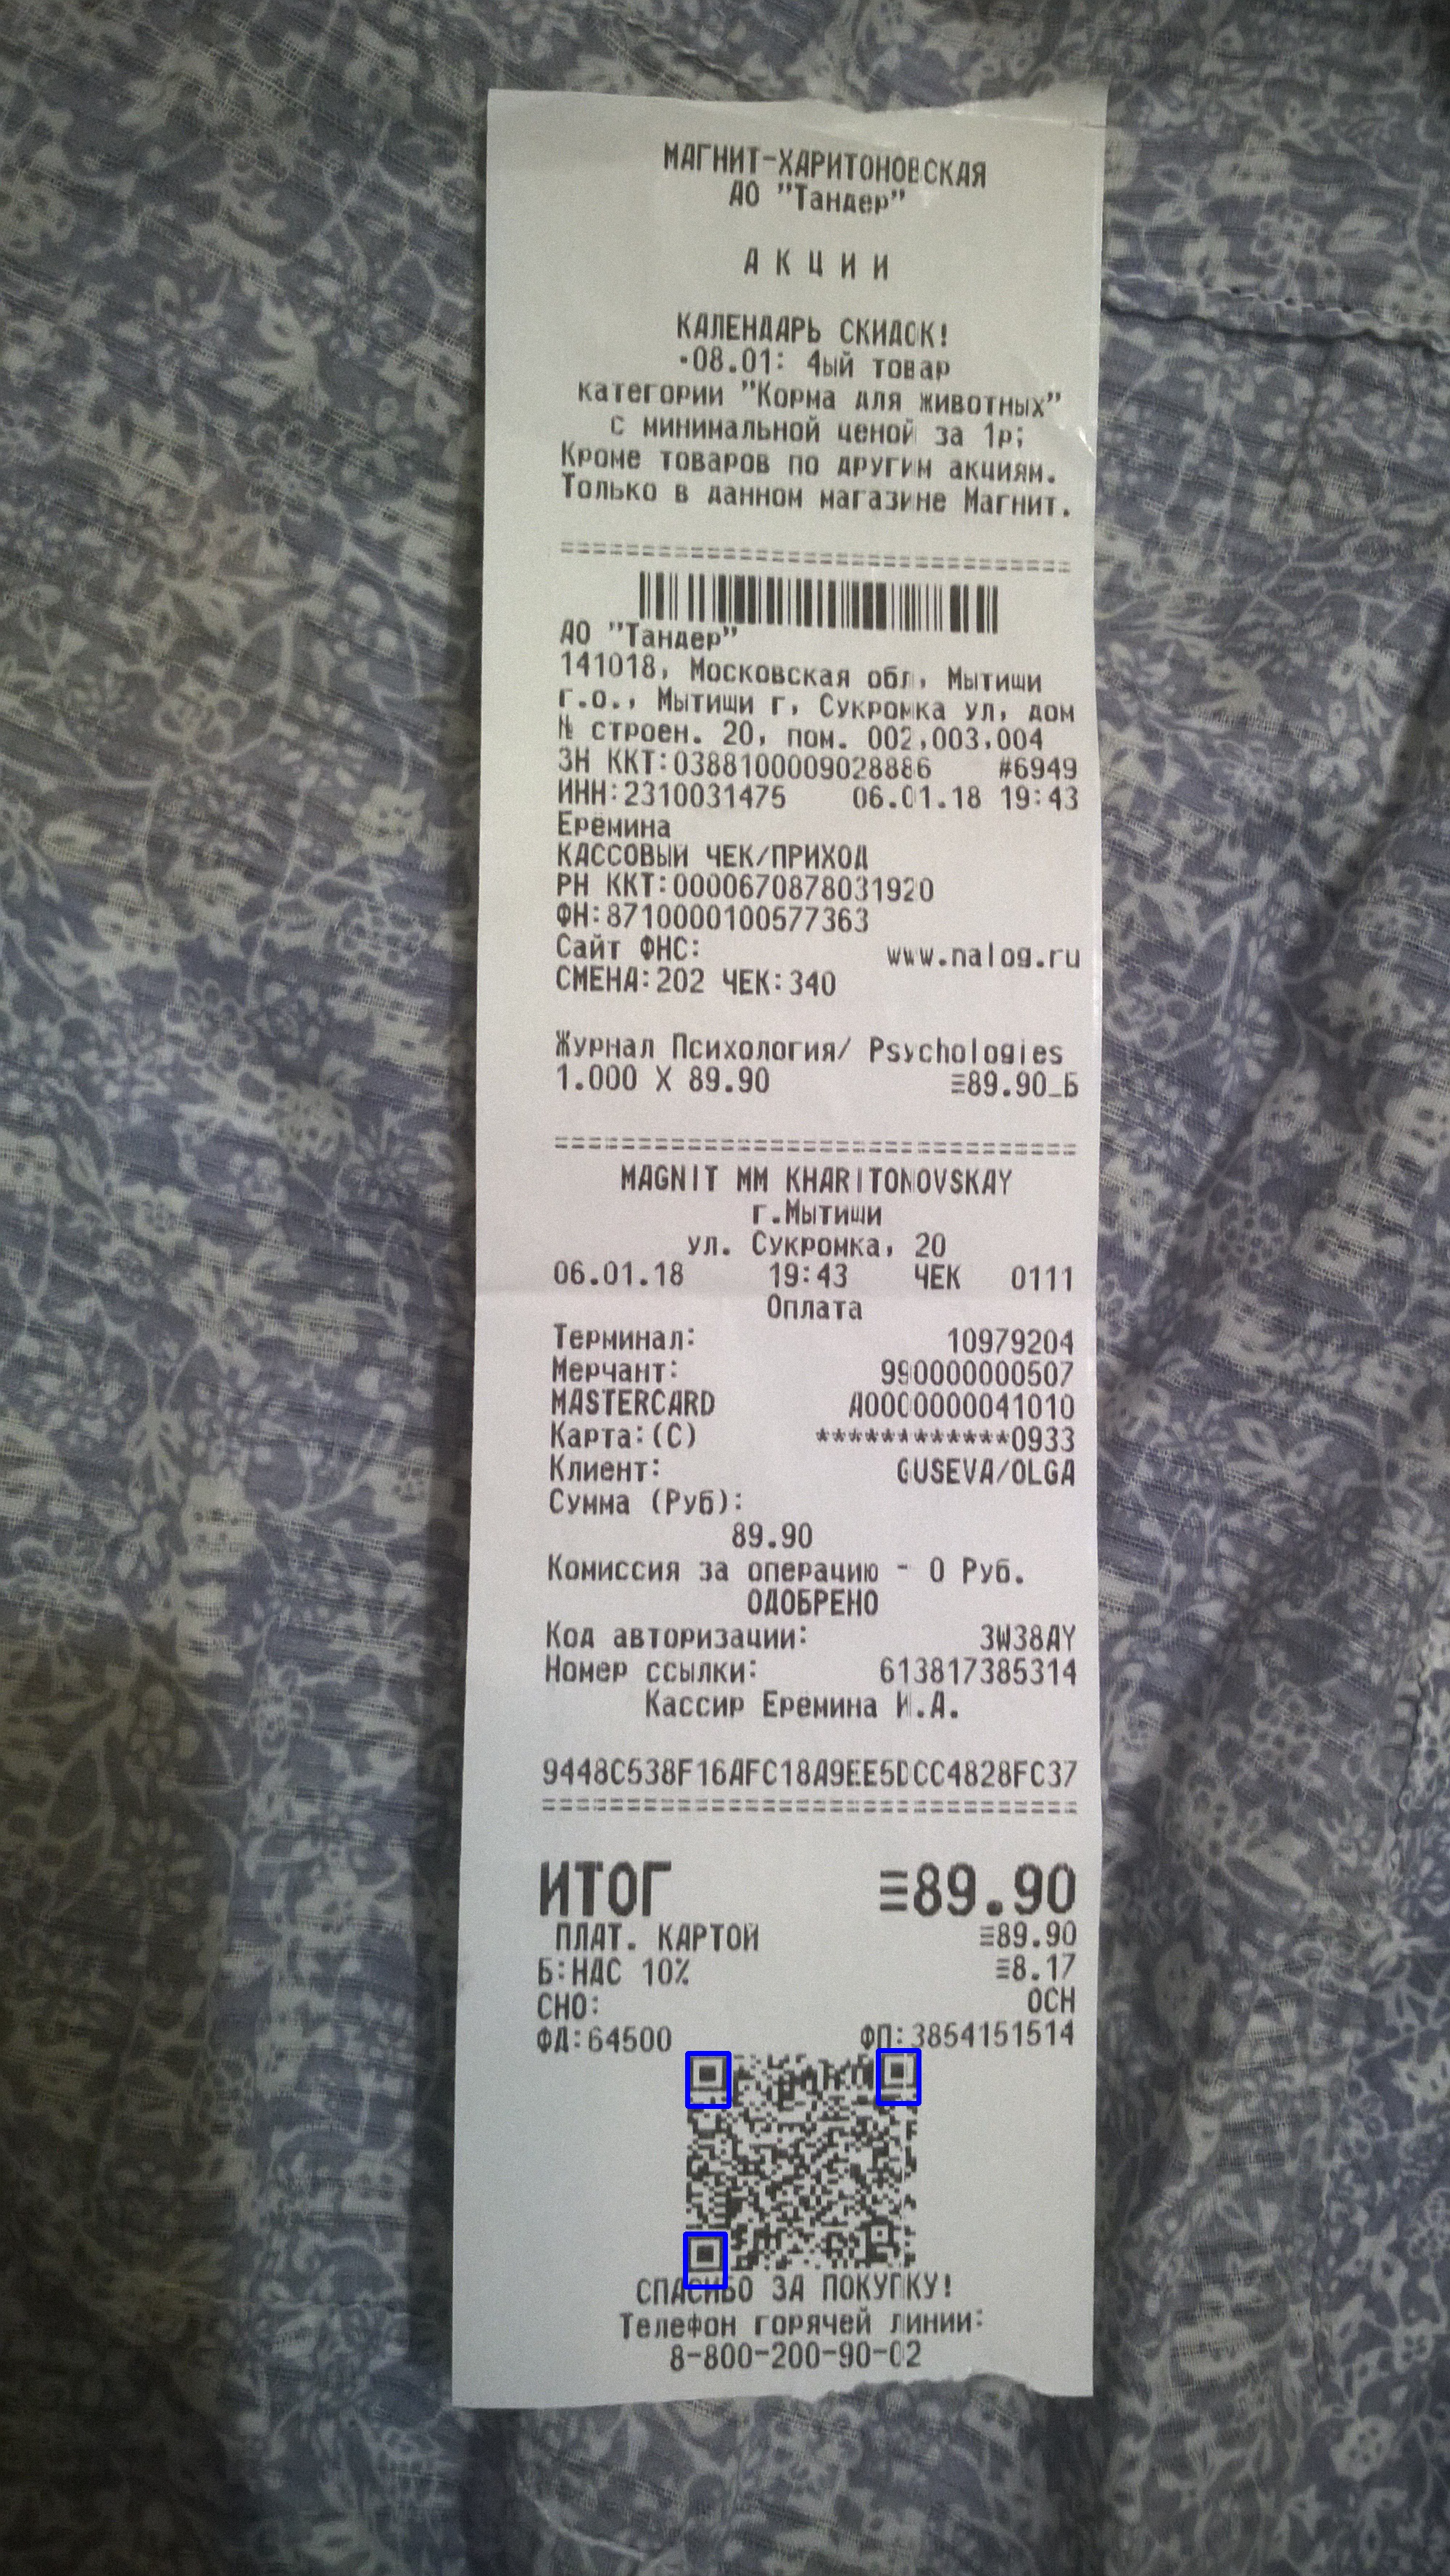 МАГНИТ-ХАРИТОНОВСКАЯ
АО "Тандер"
А К Ц И И
КАЛЕНДАРЬ СКИДОК!
·08.01: 4ый товар
категории "Корма для животных"
с минимальной ценой за 1р;
Кроме товаров по другим акциям.
Только в данном магазине Магнит.
================================
АО "Тандер"
141018, Московская обл, Мытищи
г.о., Мытищи г, Сукромка ул, дом
№ строен. 20, пом. 002,003,004
ЗН ККТ:0388100009028886 #6949
ИНН:2310031475 06.01.18 19:43
Еремина
КАССОВЫЙ ЧЕК/ПРИХОД
РН ККТ:0000670878031920
ФН:8710000100577363
Сайт ФНС: www.nalog.ru
СМЕНА:202 ЧЕК:340
Журнал Психология/ Psychologies
1.000 X 89.90 ≡89.90_Б
================================
MAGNIT MM KHARITONOVSKAY
г.Мытищи
ул. Сукромка, 20
06.01.18 19:43 ЧЕК 0111
Оплата
Терминал: 10979204
Мерчант: 990000000507
MASTERCARD A0000000041010
Карта:(C) ************0933
Клиент: GUSEVA/OLGA
Сумма (Руб):
89.90
Комиссия за операцию - 0 Руб.
ОДОБРЕНО
Код авторизации: 3W38AY
Номер ссылки: 613817385314
Кассир Еремина И.А.
9448C538F16AFC18A9EE5DCC4828FC37
================================
ИТОГ ≡89.90
ПЛАТ. КАРТОЙ ≡89.90
Б:НДС 10% ≡8.17
СНО: ОСН
ФД:64500 ФП:3854151514
СПАСИБО ЗА ПОКУПКУ!
Телефон горячей линии:
8-800-200-90-02